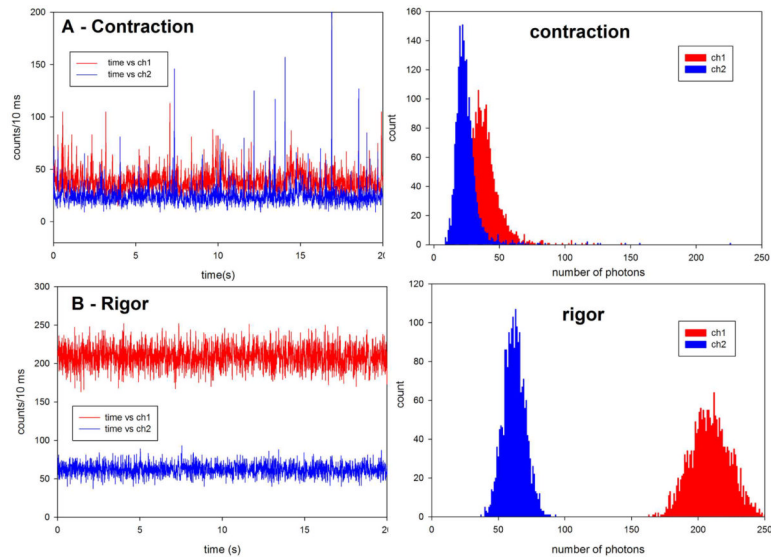 A - Contraction
time vs ch1
time vs ch2
counts/10 ms
200
150
100
50
0
0
5
10
15
20
time(s)
contraction
ch1
ch2
count
160
140
120
100
80
60
40
20
0
0
50
100
150
200
250
number of photons
B - Rigor
time vs ch1
time vs ch2
counts/10 ms
300
250
200
150
100
50
0
0
5
10
15
20
time (s)
rigor
ch1
ch2
count
120
100
80
60
40
20
0
0
50
100
150
200
250
number of photons